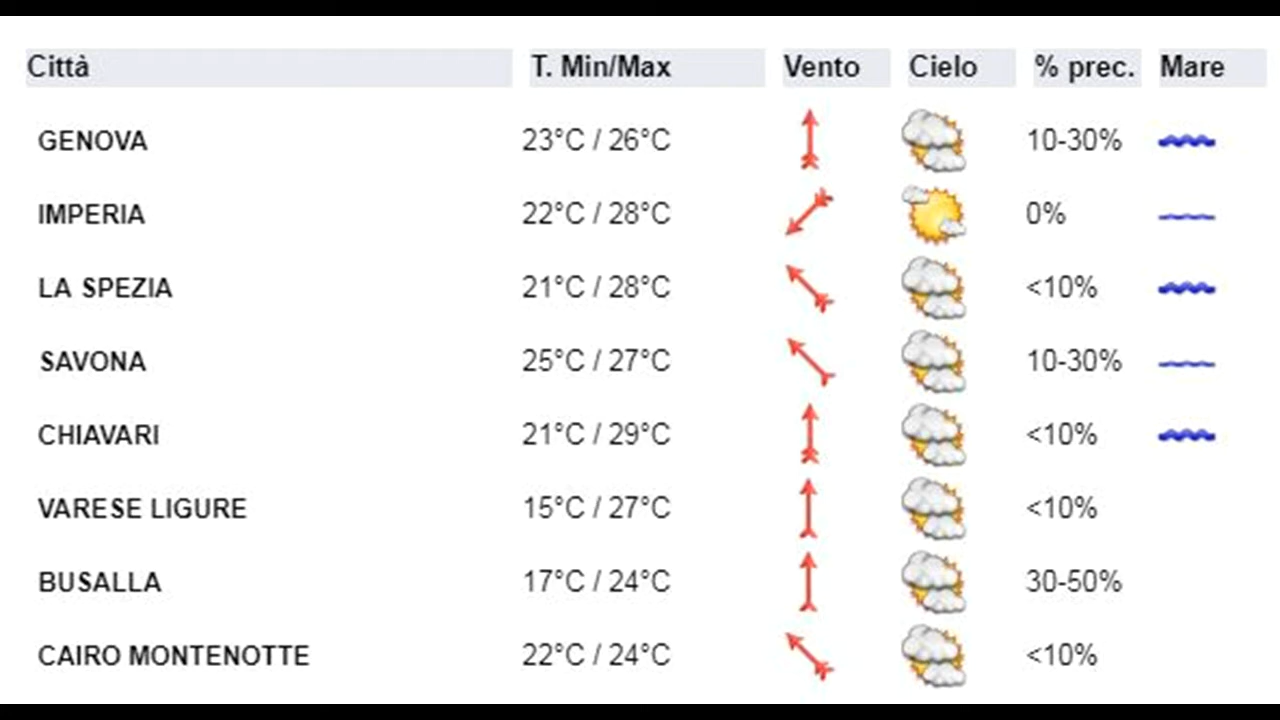 Città T. Min/Max Vento Cielo % prec. Mare
GENOVA 23°C / 26°C 10-30%
IMPERIA 22°C / 28°C 0%
LA SPEZIA 21°C / 28°C <10%
SAVONA 25°C / 27°C 10-30%
CHIAVARI 21°C / 29°C <10%
VARESE LIGURE 15°C / 27°C <10%
BUSALLA 17°C / 24°C 30-50%
CAIRO MONTENOTTE 22°C / 24°C <10%